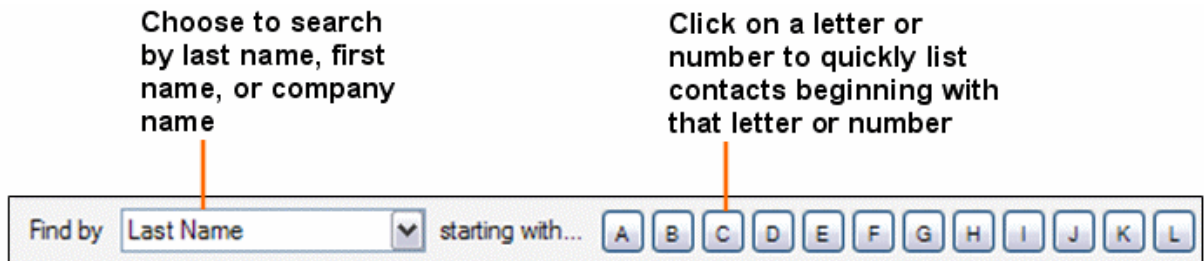 Choose to search
by last name, first
name, or company
name
Click on a letter or
number to quickly list
contacts beginning with
that letter or number
Find by Last Name starting with... A B C D E F G H I J K L